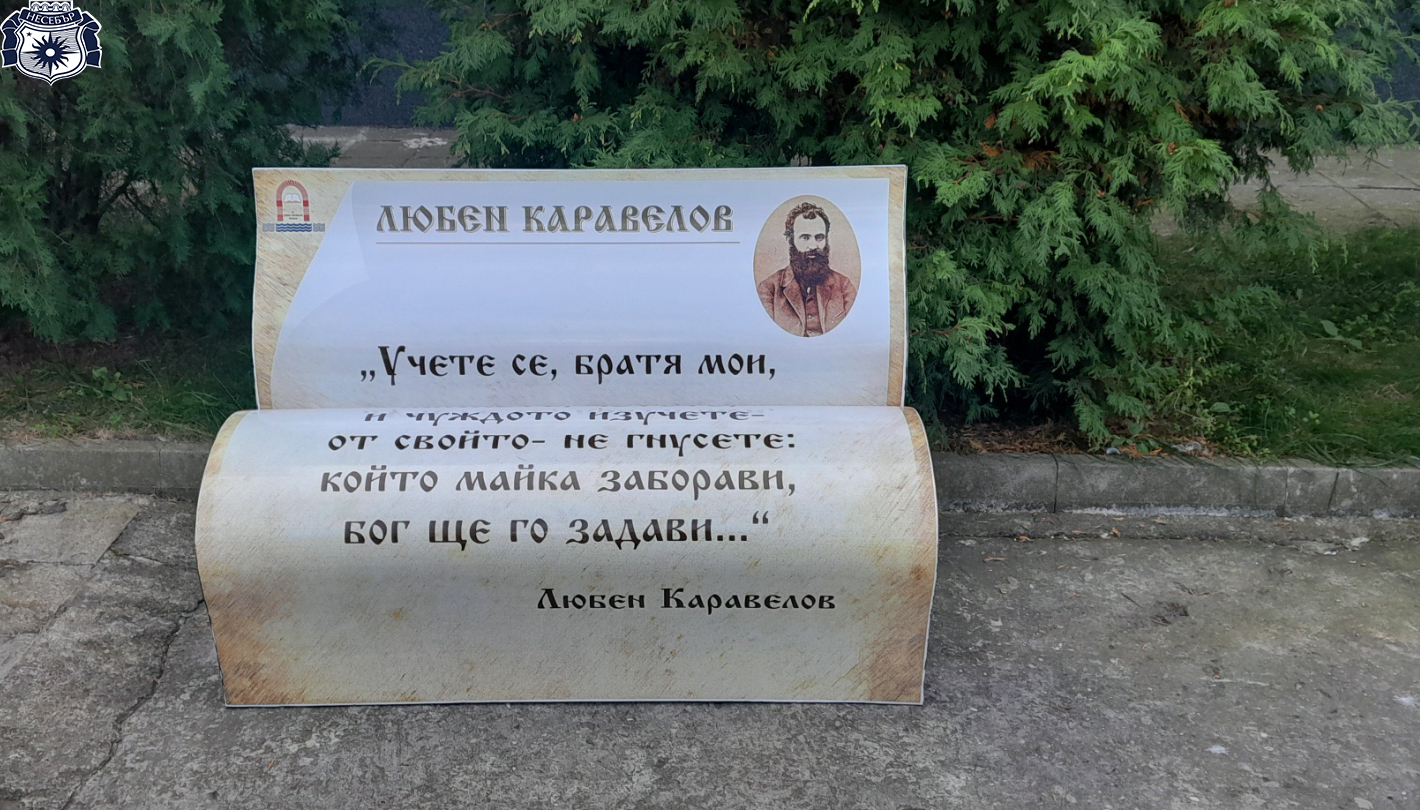 НЕСЕБЪР
ЛЮБЕН КАРАВЕЛОВ
„Учете се, братя мои,
и чуждото изучете-
от свойто- не гнусете:
който майка заборави,
Бог ще го задави...“
Любен Каравелов